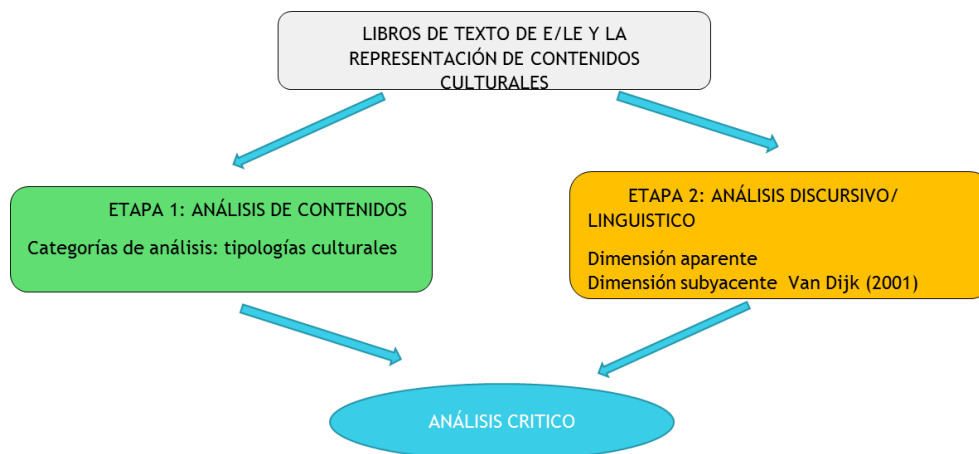 LIBROS DE TEXTO DE E/LE Y LA
REPRESENTACIÓN DE CONTENIDOS
CULTURALES
ETAPA 1: ANÁLISIS DE CONTENIDOS
Categorías de análisis: tipologías culturales
ETAPA 2: ANÁLISIS DISCURSIVO/
LINGUISTICO
Dimensión aparente
Dimensión subyacente Van Dijk (2001)
ANÁLISIS CRITICO